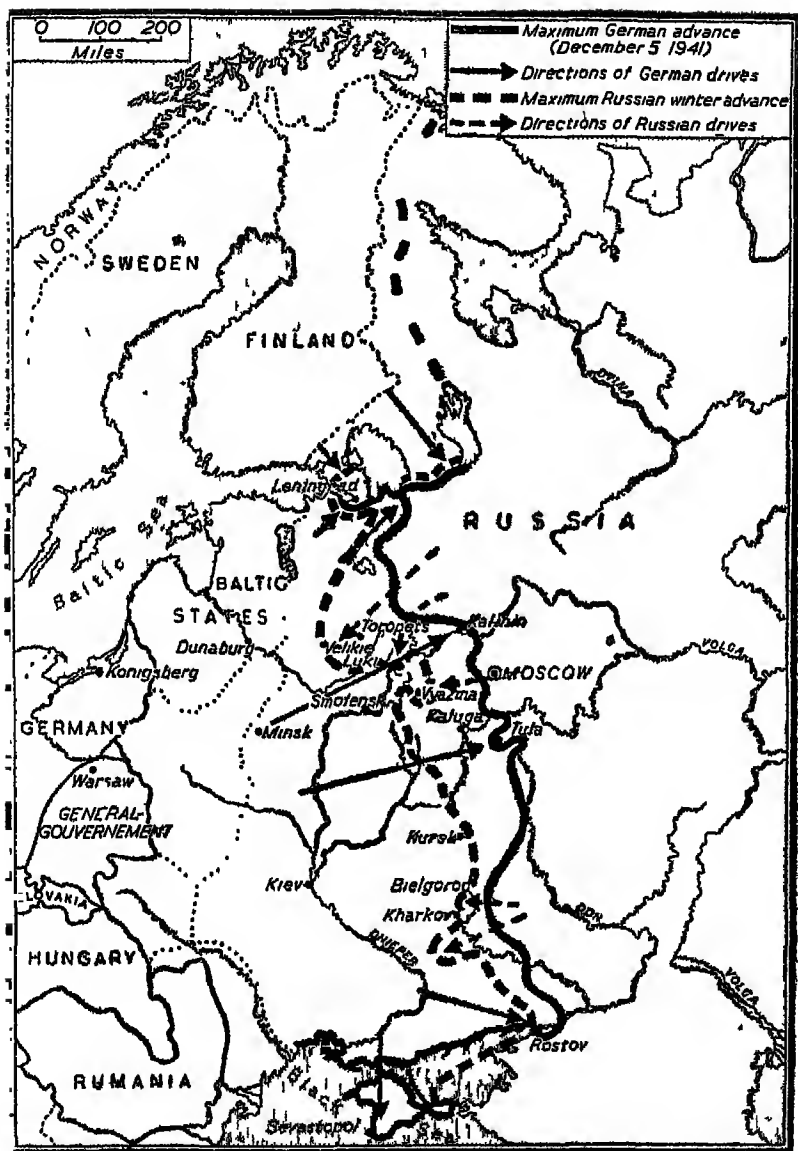 0 100 200
Miles
Maximum German advance
(December 5 1941)
Directions of German drives
Maximum Russian winter advance
Directions of Russian drives
NORWAY
SWEDEN
FINLAND
DVINA
Leningrad
RUSSIA
Baltic Sea
BALTIC
STATES
Toropets
Kalinin
Dunaburg
Velikie
Luki
VOLGA
Konigsberg
MOSCOW
Smolensk
Vyazma
Kaluga
GERMANY
Minsk
Tula
Warsaw
GENERAL-
GOUVERNEMENT
Kursk
Kiev
Bielgorod
SLOVANIA
Kharkov
DON
HUNGARY
DNIEPER
VOLGA
Rostov
RUMANIA
Black
Sevastopol